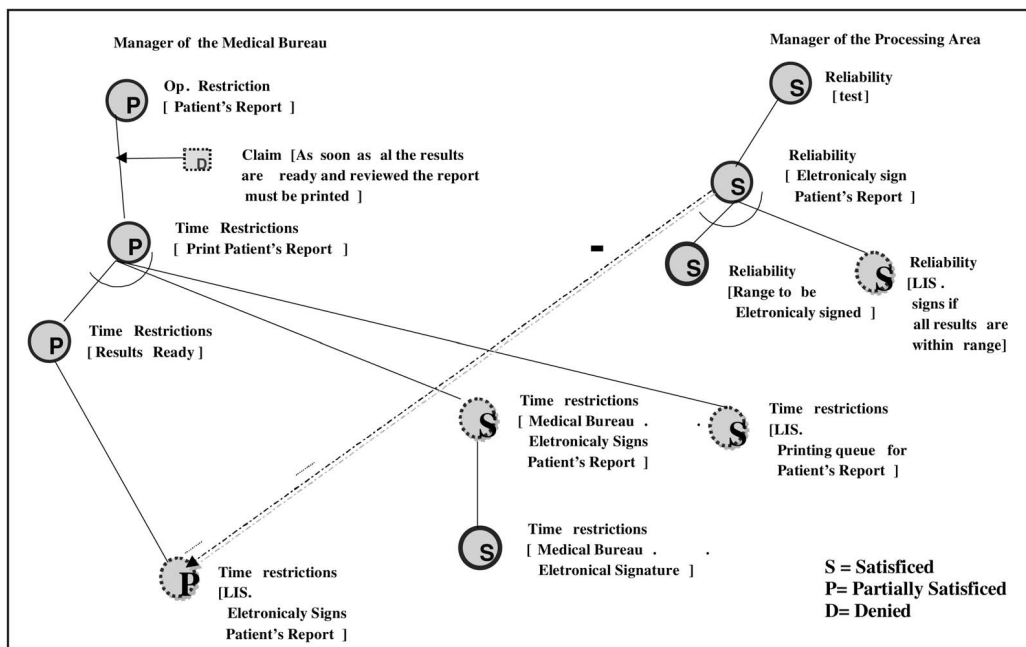 Manager of the Medical Bureau
P
Op. Restriction
[ Patient's Report ]
D
Claim [As soon as al the results
are ready and reviewed the report
must be printed ]
P
Time Restrictions
[ Print Patient's Report ]
P
Time Restrictions
[ Results Ready ]
P
Time restrictions
[LIS.
Eletronicaly Signs
Patient's Report ]
S
Time restrictions
[ Medical Bureau . .
Eletronicaly Signs
Patient's Report ]
S
Time restrictions
[ Medical Bureau . .
Eletronical Signature ]
S
Time restrictions
[LIS.
Printing queue for
Patient's Report ]
Manager of the Processing Area
S
Reliability
[test]
S
Reliability
[ Eletronicaly sign
Patient's Report ]
-
S
Reliability
[Range to be
Eletronicaly signed ]
S
Reliability
[LIS .
signs if
all results are
within range]
S = Satisficed
P= Partially Satisficed
D= Denied